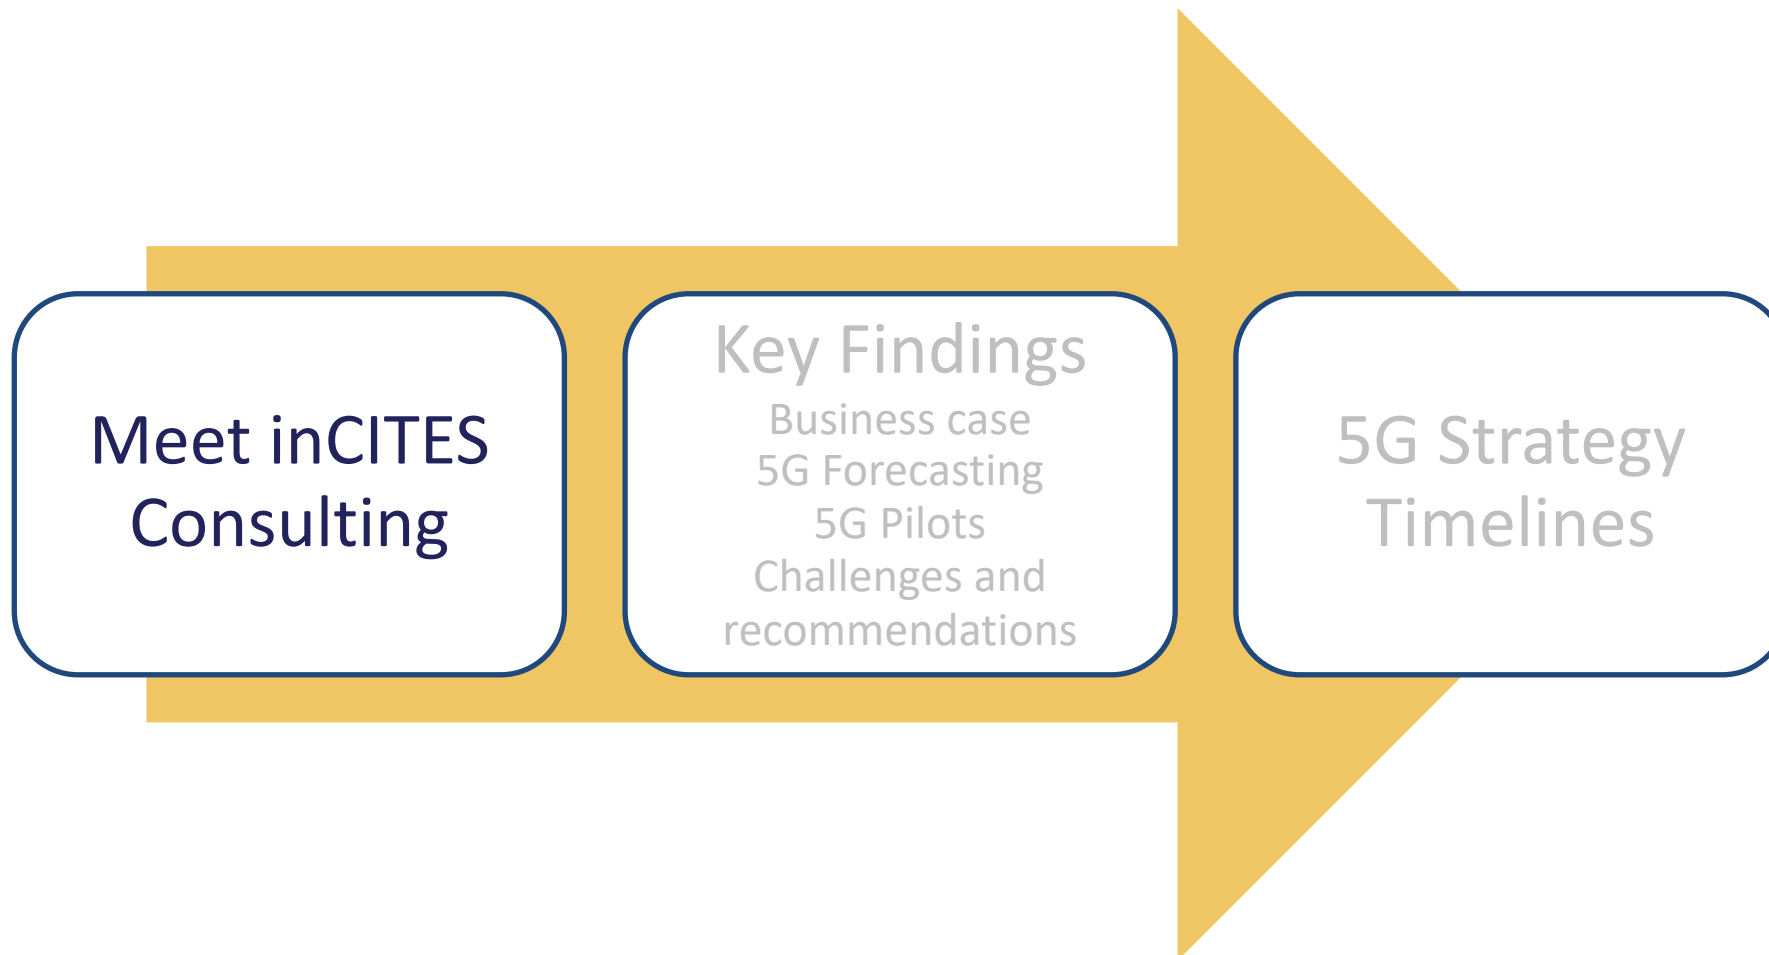 Meet inCITES
Consulting
Key Findings
Business case
5G Forecasting
5G Pilots
Challenges and
recommendations
5G Strategy
Timelines